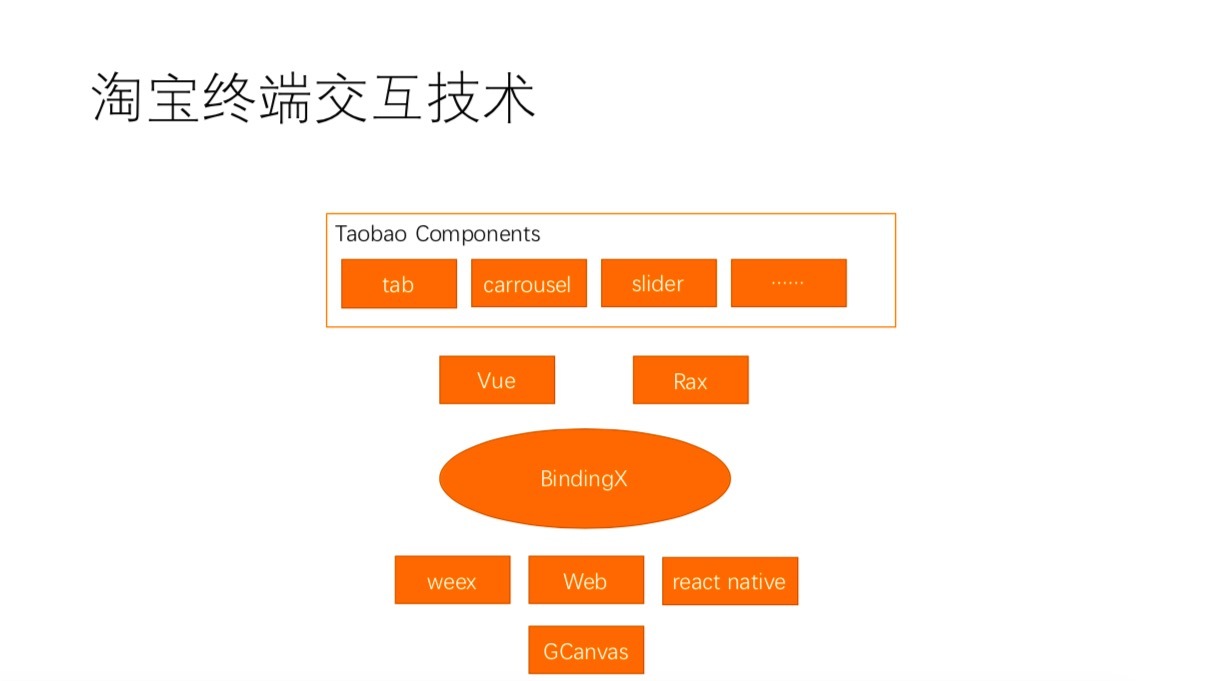 淘宝终端交互技术
Taobao Components
tab carrousel slider ······
Vue Rax
BindingX
weex Web react native
GCanvas